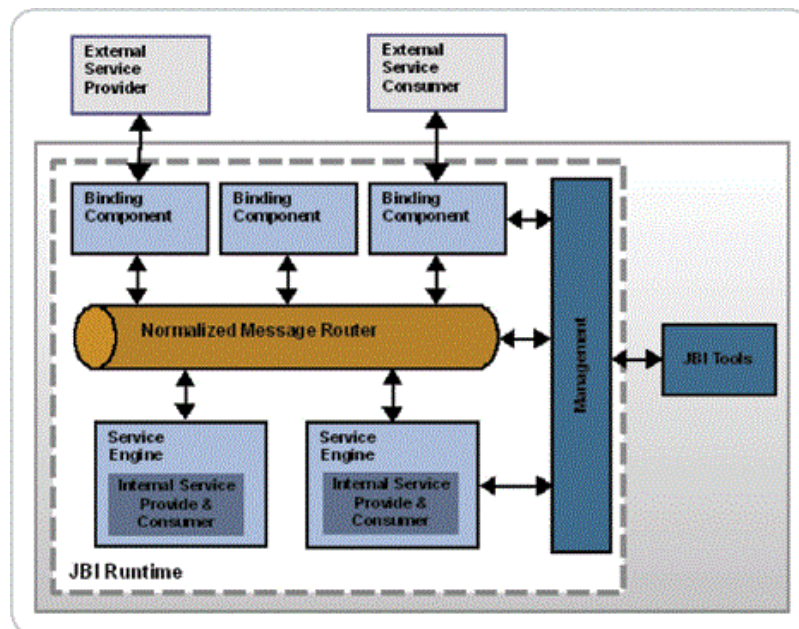 External
Service
Provider
External
Service
Consumer
Binding
Component
Binding
Component
Binding
Component
Normalized Message Router
Management
JBI Tools
Service
Engine
Internal Service
Provide &
Consumer
Service
Engine
Internal Service
Provide &
Consumer
JBI Runtime